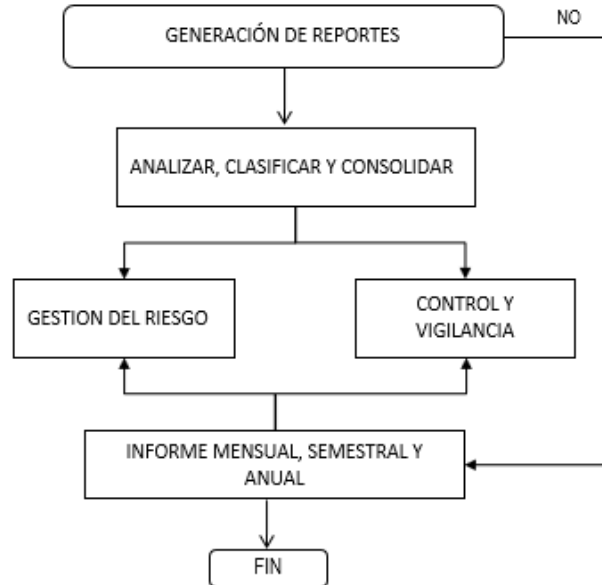 NO
GENERACIÓN DE REPORTES
ANALIZAR, CLASIFICAR Y CONSOLIDAR
GESTION DEL RIESGO
CONTROL Y
VIGILANCIA
INFORME MENSUAL, SEMESTRAL Y
ANUAL
FIN